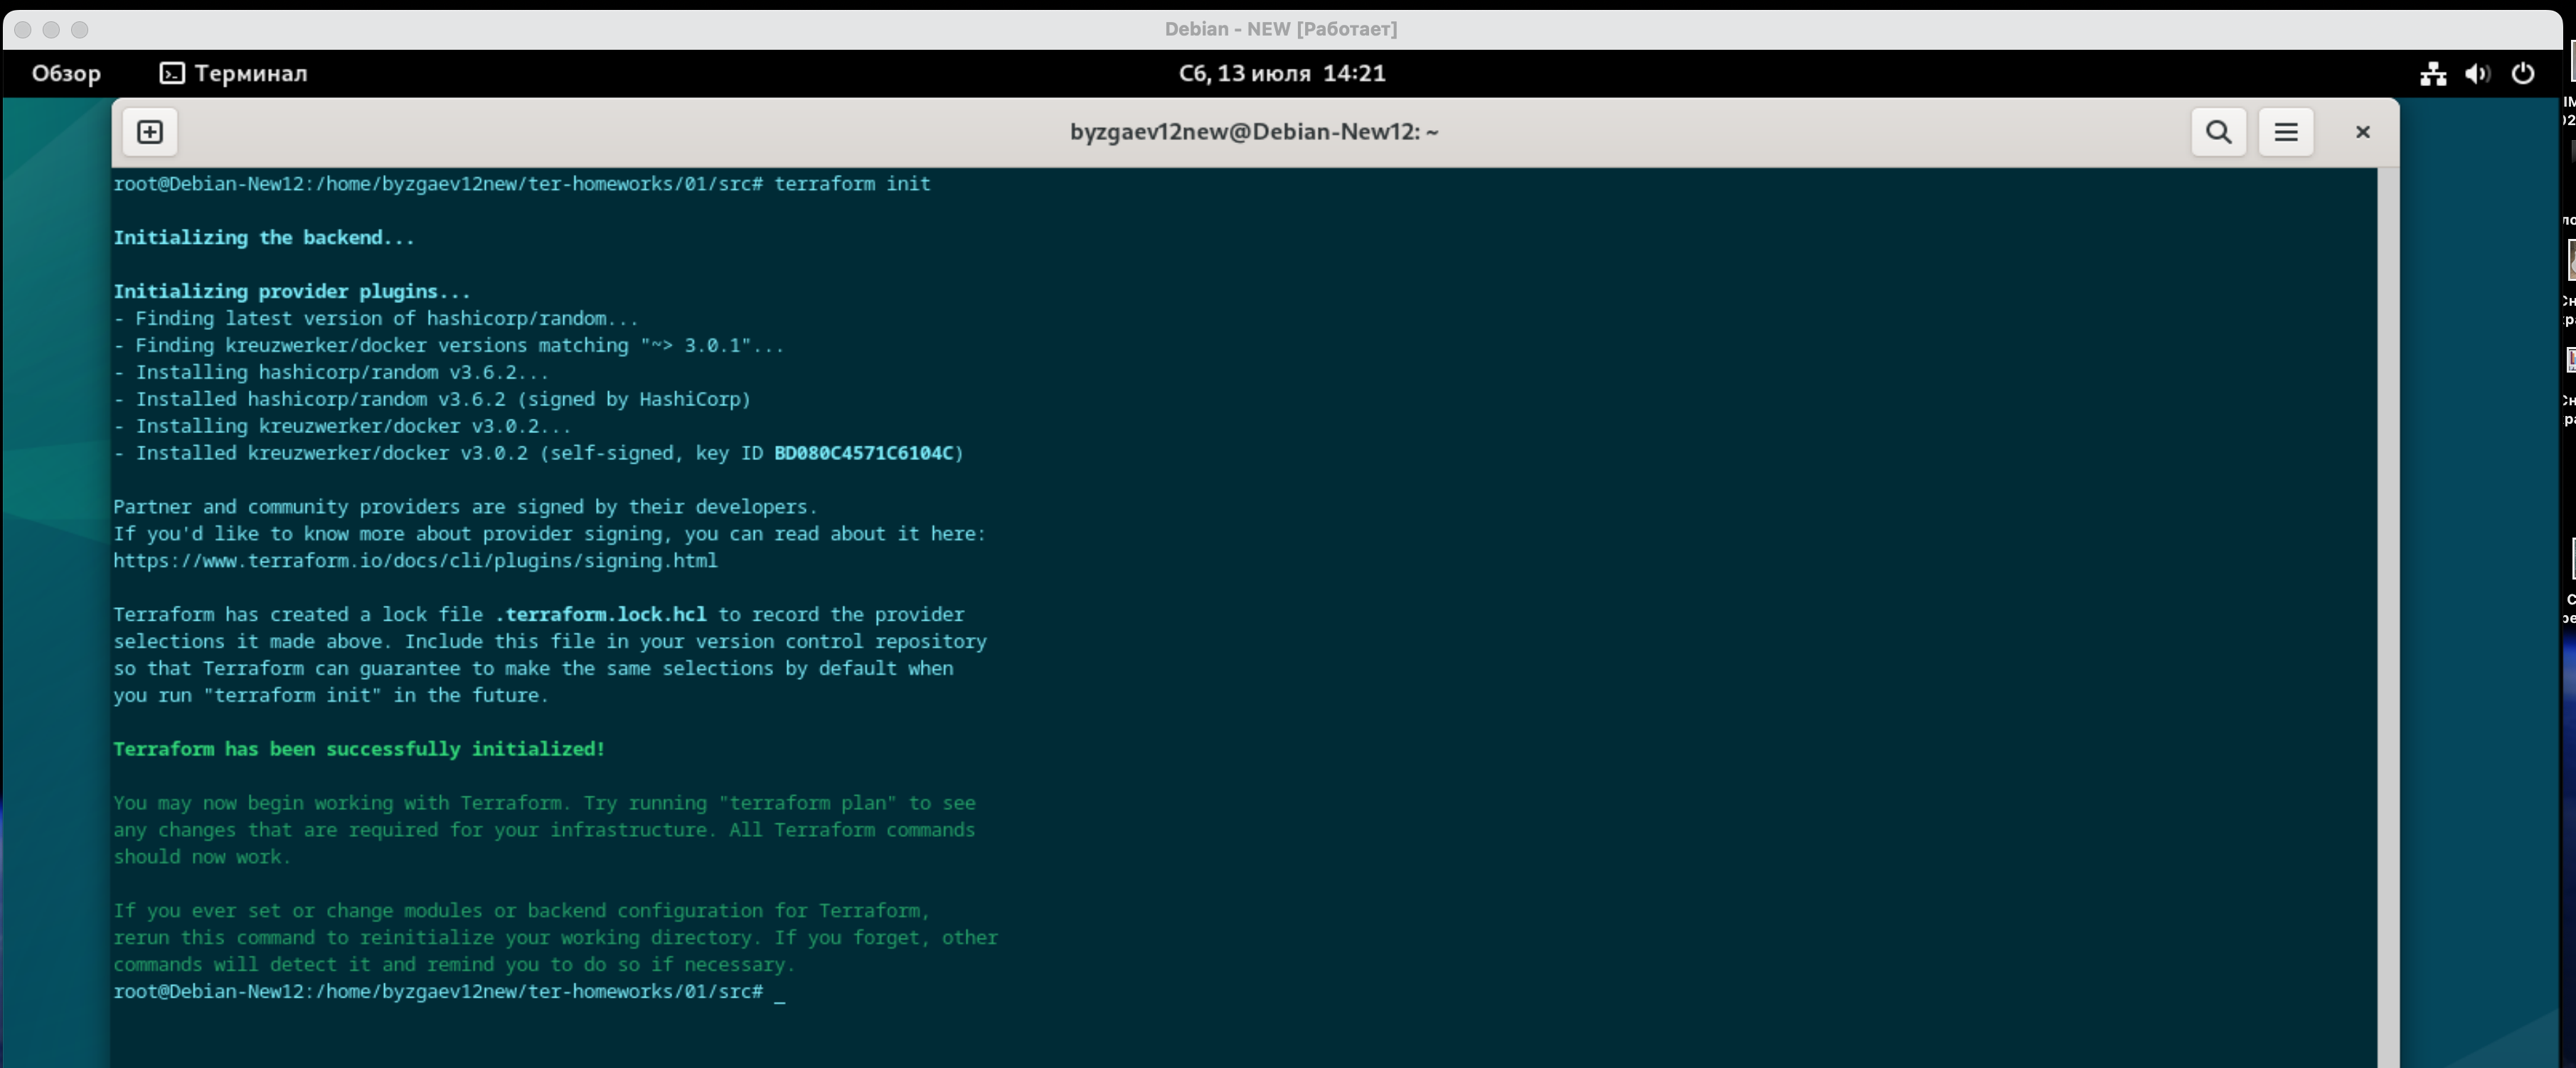 Debian - NEW [Работает]
Обзор Терминал Сб, 13 июля 14:21
byzgaev12new@Debian-New12: ~
root@Debian-New12:/home/byzgaev12new/ter-homeworks/01/src# terraform init
Initializing the backend...
Initializing provider plugins...
- Finding latest version of hashicorp/random...
- Finding kreuzwerker/docker versions matching "~> 3.0.1"...
- Installing hashicorp/random v3.6.2...
- Installed hashicorp/random v3.6.2 (signed by HashiCorp)
- Installing kreuzwerker/docker v3.0.2...
- Installed kreuzwerker/docker v3.0.2 (self-signed, key ID BD080C4571C6104C)
Partner and community providers are signed by their developers.
If you'd like to know more about provider signing, you can read about it here:
https://www.terraform.io/docs/cli/plugins/signing.html
Terraform has created a lock file .terraform.lock.hcl to record the provider
selections it made above. Include this file in your version control repository
so that Terraform can guarantee to make the same selections by default when
you run "terraform init" in the future.
Terraform has been successfully initialized!
You may now begin working with Terraform. Try running "terraform plan" to see
any changes that are required for your infrastructure. All Terraform commands
should now work.
If you ever set or change modules or backend configuration for Terraform,
rerun this command to reinitialize your working directory. If you forget, other
commands will detect it and remind you to do so if necessary.
root@Debian-New12:/home/byzgaev12new/ter-homeworks/01/src# _